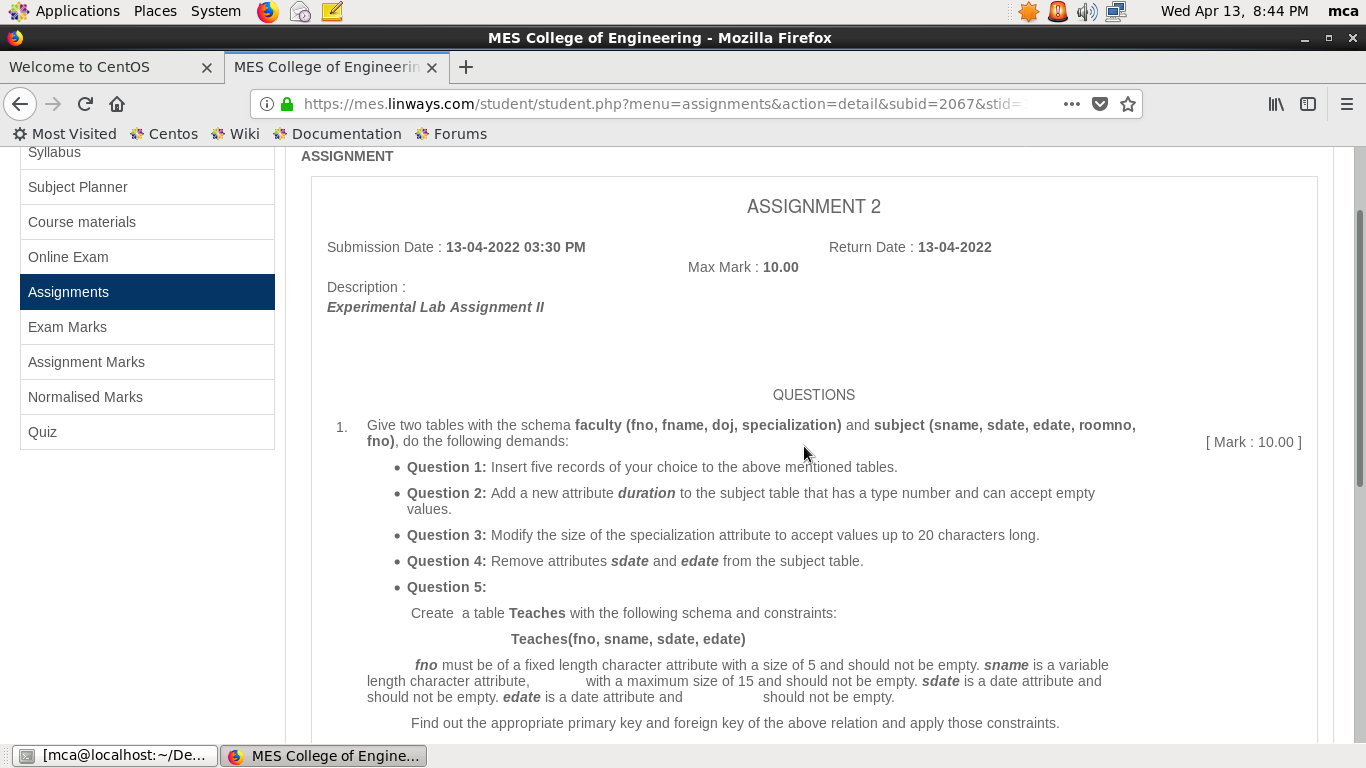 Applications Places System Wed Apr 13, 8:44 PM mca
MES College of Engineering - Mozilla Firefox
Welcome to CentOS MES College of Engineerin
https://mes.linways.com/student/student.php?menu=assignments&action=detail&subid=2067&stid=
Most Visited Centos Wiki Documentation Forums
Syllabus
Subject Planner
Course materials
Online Exam
Assignments
Exam Marks
Assignment Marks
Normalised Marks
Quiz
ASSIGNMENT
ASSIGNMENT 2
Submission Date : 13-04-2022 03:30 PM Return Date : 13-04-2022
Max Mark : 10.00
Description :
Experimental Lab Assignment II
QUESTIONS
1. Give two tables with the schema faculty (fno, fname, doj, specialization) and subject (sname, sdate, edate, roomno,
fno), do the following demands: [ Mark : 10.00 ]
• Question 1: Insert five records of your choice to the above mentioned tables.
• Question 2: Add a new attribute duration to the subject table that has a type number and can accept empty
values.
• Question 3: Modify the size of the specialization attribute to accept values up to 20 characters long.
• Question 4: Remove attributes sdate and edate from the subject table.
• Question 5:
Create a table Teaches with the following schema and constraints:
Teaches(fno, sname, sdate, edate)
fno must be of a fixed length character attribute with a size of 5 and should not be empty. sname is a variable
length character attribute, with a maximum size of 15 and should not be empty. sdate is a date attribute and
should not be empty. edate is a date attribute and should not be empty.
Find out the appropriate primary key and foreign key of the above relation and apply those constraints.
[mca@localhost:~/De... MES College of Enginee...